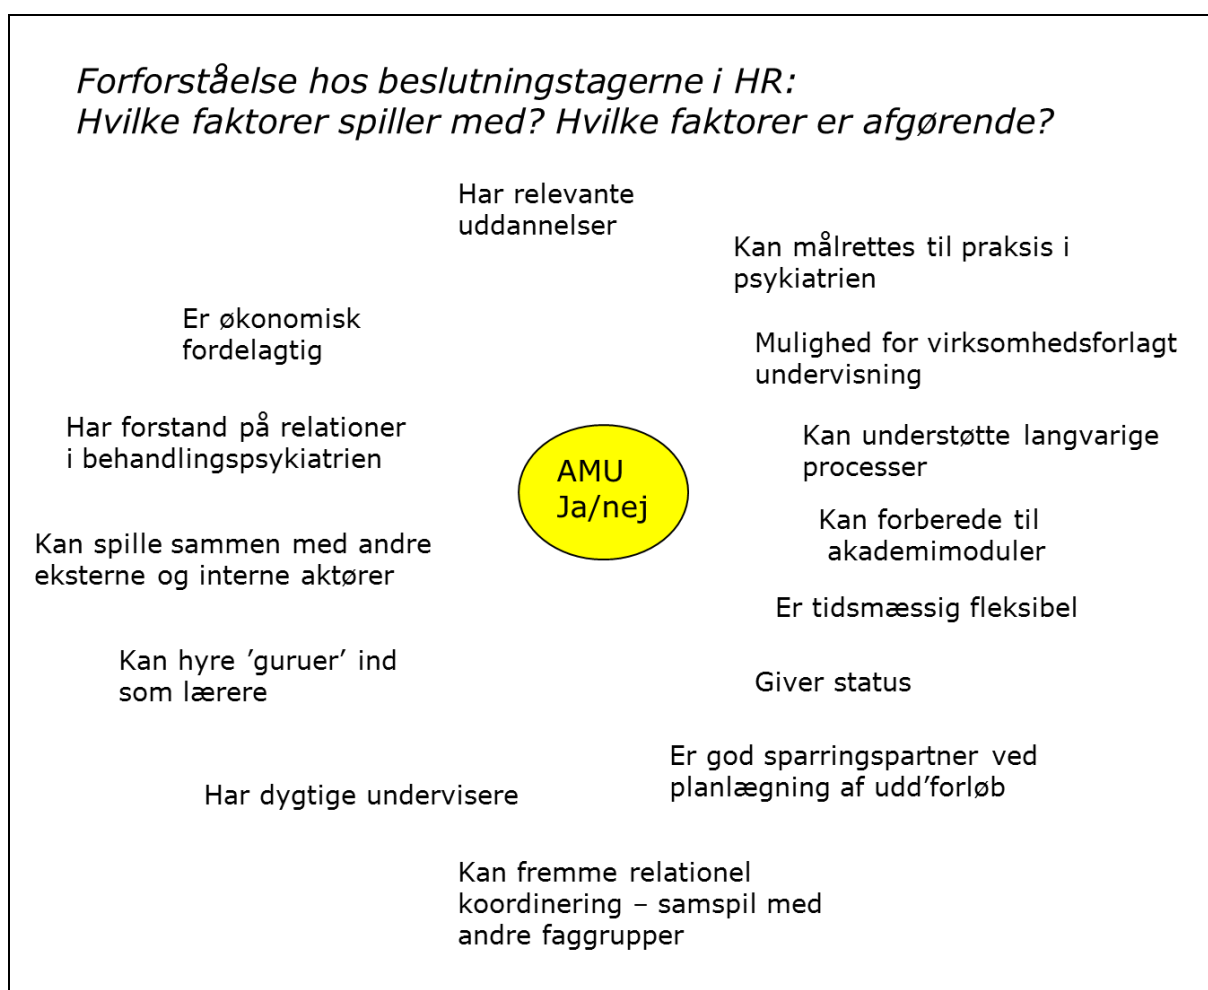 Forforståelse hos beslutningstagerne i HR:
Hvilke faktorer spiller med? Hvilke faktorer er afgørende?
Har relevante
uddannelser
Kan målrettes til praksis i
psykiatrien
Er økonomisk
fordelagtig
Mulighed for virksomhedsforlagt
undervisning
Har forstand på relationer
i behandlingspsykiatrien
Kan understøtte langvarige
processer
AMU
Ja/nej
Kan forberede til
akademimoduler
Kan spille sammen med andre
eksterne og interne aktører
Er tidsmæssig fleksibel
Kan hyre ’guruer’ ind
som lærere
Giver status
Er god sparringspartner ved
planlægning af udd’forløb
Har dygtige undervisere
Kan fremme relationel
koordinering – samspil med
andre faggrupper